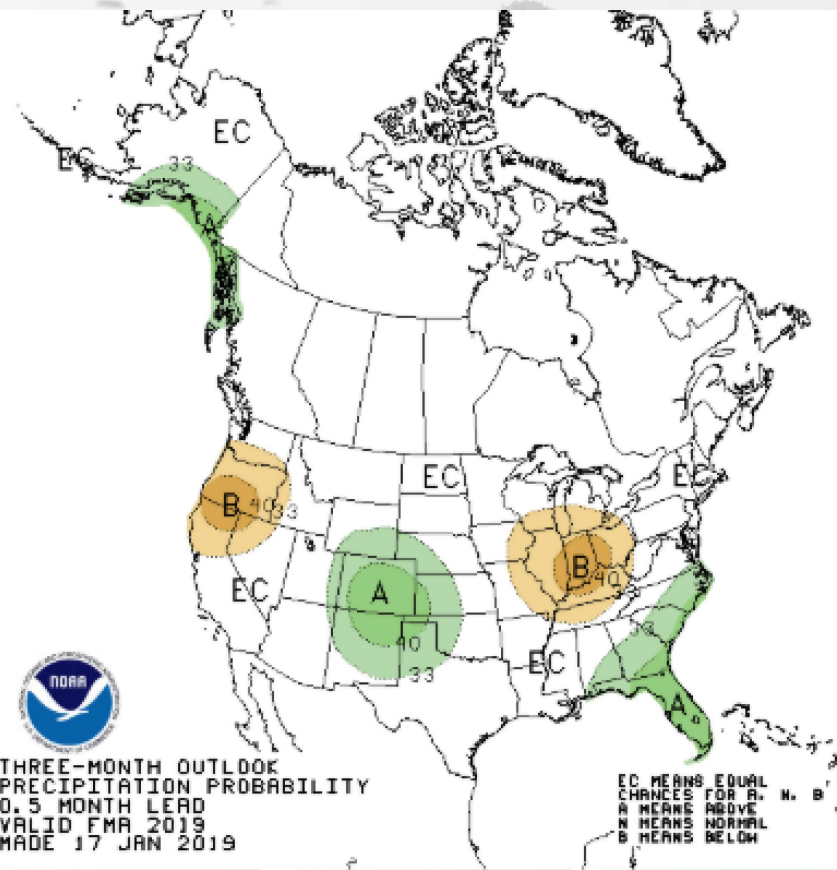 EC
EC
33
A
EC
EC
B
40
33
B
A
40
EC
33
40
EC
33
A
NOAA
THREE-MONTH OUTLOOK
PRECIPITATION PROBABILITY
0.5 MONTH LEAD
VALID FMA 2019
MADE 17 JAN 2019
EC MEANS EQUAL
CHANCES FOR A, N, B
A MEANS ABOVE
N MEANS NORMAL
B MEANS BELOW